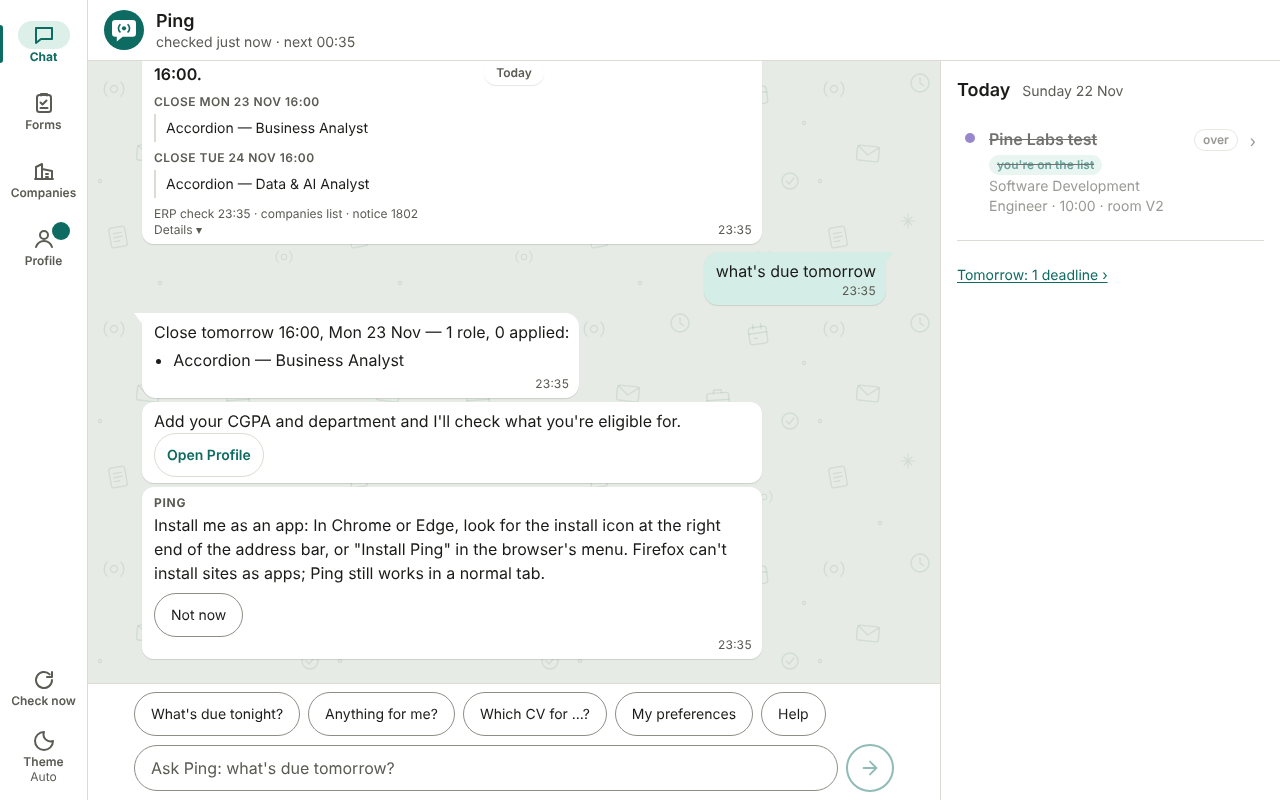 Chat
Forms
Companies
Profile
Check now
Theme
Auto
Ping
checked just now · next 00:35
16:00.
Today
CLOSE MON 23 NOV 16:00
Accordion — Business Analyst
CLOSE TUE 24 NOV 16:00
Accordion — Data & AI Analyst
ERP check 23:35 · companies list · notice 1802
Details ▾
23:35
what's due tomorrow
23:35
Close tomorrow 16:00, Mon 23 Nov — 1 role, 0 applied:
• Accordion — Business Analyst
23:35
Add your CGPA and department and I'll check what you're eligible for.
Open Profile
PING
Install me as an app: In Chrome or Edge, look for the install icon at the right
end of the address bar, or "Install Ping" in the browser's menu. Firefox can't
install sites as apps; Ping still works in a normal tab.
Not now
23:35
What's due tonight?
Anything for me?
Which CV for ...?
My preferences
Help
Ask Ping: what's due tomorrow?
Today Sunday 22 Nov
Pine Labs test
over ›
you're on the list
Software Development
Engineer · 10:00 · room V2
Tomorrow: 1 deadline ›